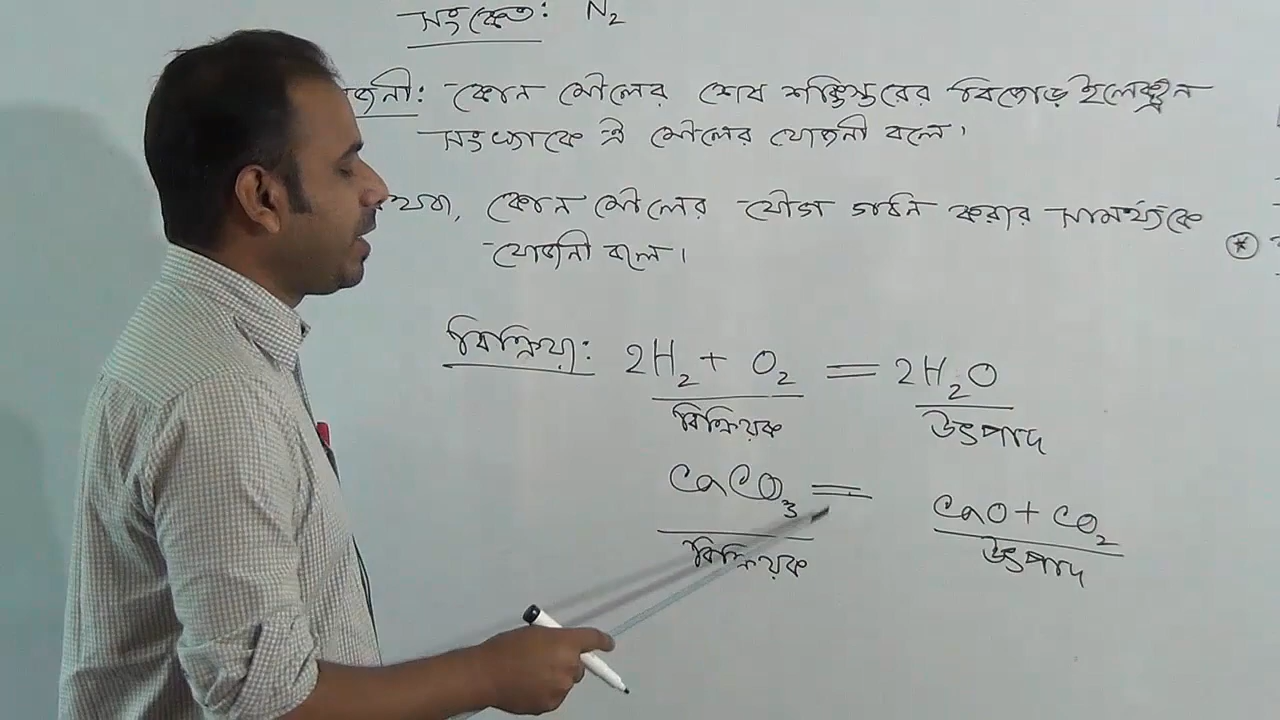 সংকেত: N₂
জনী: কোন মৌলের শেষ শক্তিস্তরের বিজোড় ইলেকট্রন
সংখ্যাকে ঐ মৌলের যোজনী বলে।
থবা, কোন মৌলের যৌগ গঠন করার সামর্থ্যকে
যোজনী বলে।
বিক্রিয়া: 2H₂ + O₂ = 2H₂O
বিক্রিয়ক উৎপাদ
CaCO₃ = CaO + CO₂
বিক্রিয়ক উৎপাদ